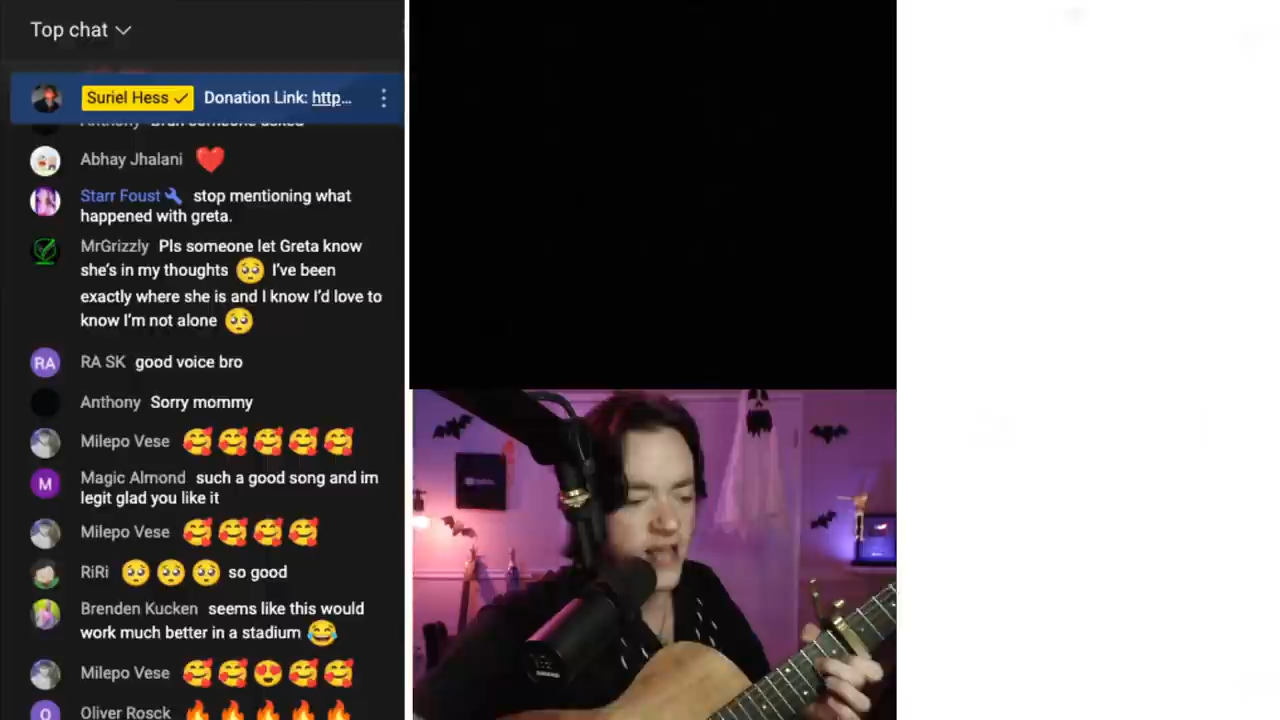 Top chat
Suriel Hess Donation Link: http...
Anthony Bran someone asked
Abhay Jhalani
Starr Foust stop mentioning what
happened with greta.
MrGrizzly Pls someone let Greta know
she's in my thoughts I've been
exactly where she is and I know I'd love to
know I'm not alone
RA RA SK good voice bro
Anthony Sorry mommy
Milepo Vese
M Magic Almond such a good song and im
legit glad you like it
Milepo Vese
RiRi so good
Brenden Kucken seems like this would
work much better in a stadium
Milepo Vese
O Oliver Rosck